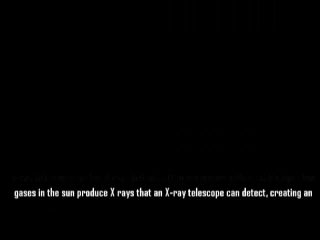 gases in the sun produce X rays that an X-ray telescope can detect, creating an